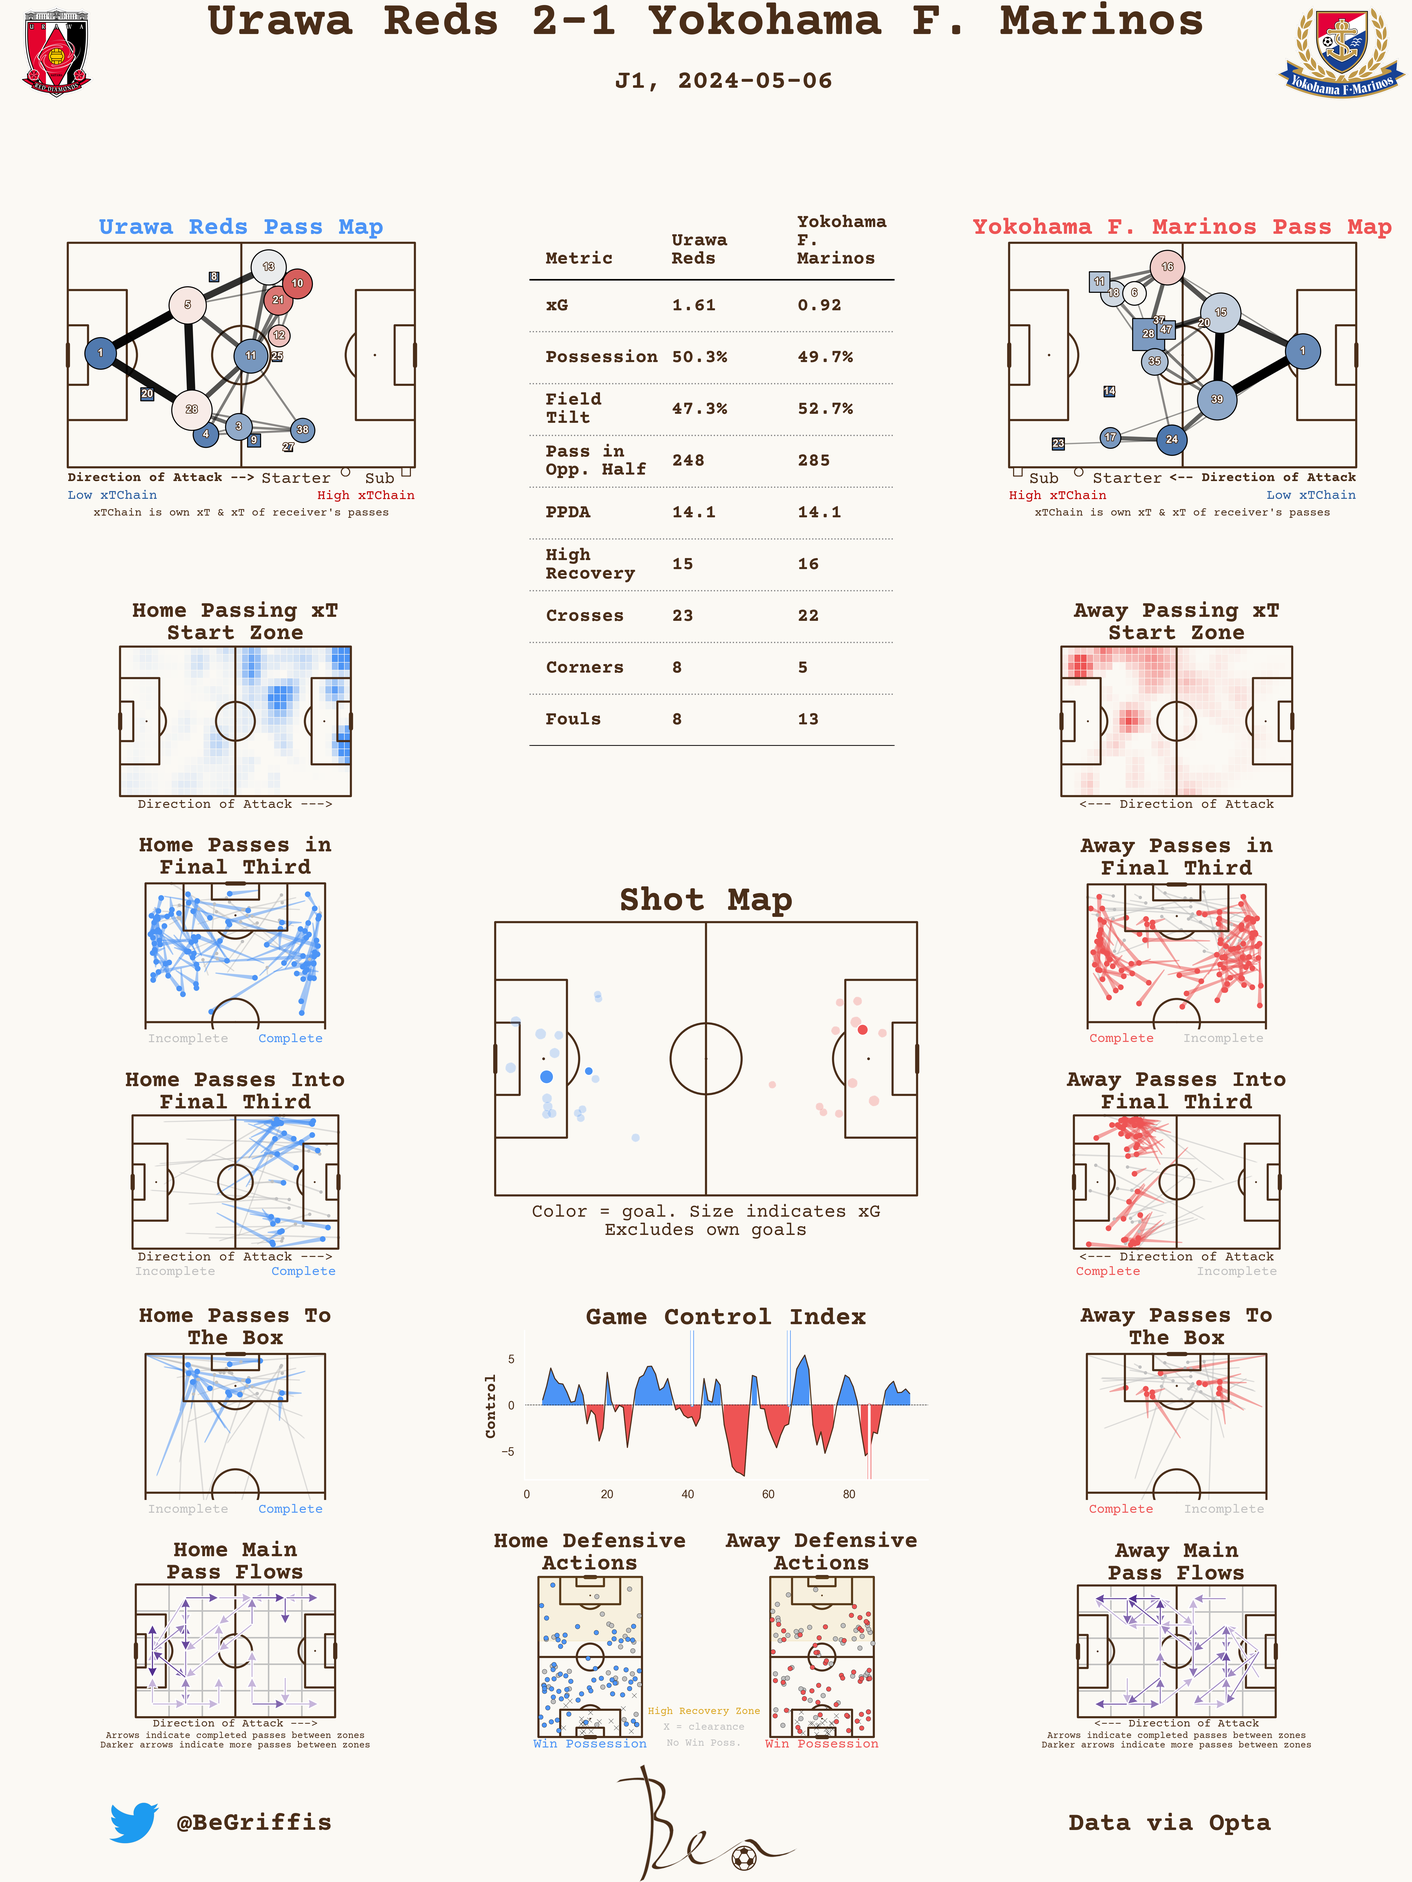 Urawa Reds 2-1 Yokohama F. Marinos
J1, 2024-05-06
URAWA
RED DIAMONDS
Yokohama F·Marinos
Urawa Reds Pass Map
1
5
28
20
8
13
10
21
12
25
11
3
4
9
27
38
Direction of Attack --> Starter Sub
Low xTChain High xTChain
xTChain is own xT & xT of receiver's passes
Metric Urawa Reds Yokohama F. Marinos
xG 1.61 0.92
Possession 50.3% 49.7%
Field Tilt 47.3% 52.7%
Pass in Opp. Half 248 285
PPDA 14.1 14.1
High Recovery 15 16
Crosses 23 22
Corners 8 5
Fouls 8 13
Yokohama F. Marinos Pass Map
16
11
18
6
15
37
20
28
47
35
1
14
39
17
24
23
Sub Starter <-- Direction of Attack
High xTChain Low xTChain
xTChain is own xT & xT of receiver's passes
Home Passing xT
Start Zone
Direction of Attack --->
Away Passing xT
Start Zone
<--- Direction of Attack
Home Passes in
Final Third
Incomplete Complete
Away Passes in
Final Third
Complete Incomplete
Shot Map
Color = goal. Size indicates xG
Excludes own goals
Home Passes Into
Final Third
Direction of Attack --->
Incomplete Complete
Away Passes Into
Final Third
<--- Direction of Attack
Complete Incomplete
Home Passes To
The Box
Incomplete Complete
Game Control Index
Control
5
0
−5
0 20 40 60 80
Away Passes To
The Box
Complete Incomplete
Home Main
Pass Flows
Direction of Attack --->
Arrows indicate completed passes between zones
Darker arrows indicate more passes between zones
Home Defensive
Actions
Win Possession
Away Defensive
Actions
Win Possession
High Recovery Zone
X = clearance
No Win Poss.
Away Main
Pass Flows
<--- Direction of Attack
Arrows indicate completed passes between zones
Darker arrows indicate more passes between zones
@BeGriffis
Ben
Data via Opta